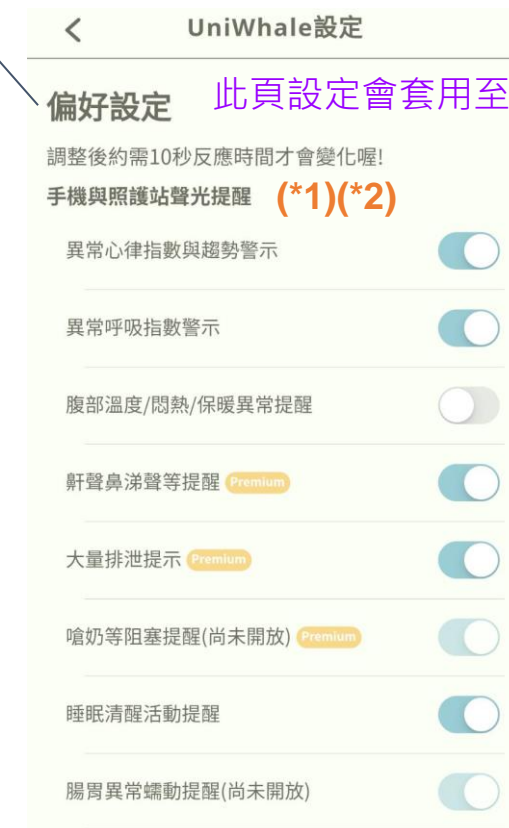 UniWhale設定
此頁設定會套用至
偏好設定
調整後約需10秒反應時間才會變化喔!
手機與照護站聲光提醒 (*1)(*2)
異常心律指數與趨勢警示
異常呼吸指數警示
腹部溫度/悶熱/保暖異常提醒
鼾聲鼻涕聲等提醒 Premium
大量排泄提示 Premium
嗆奶等阻塞提醒(尚未開放) Premium
睡眠清醒活動提醒
腸胃異常蠕動提醒(尚未開放)